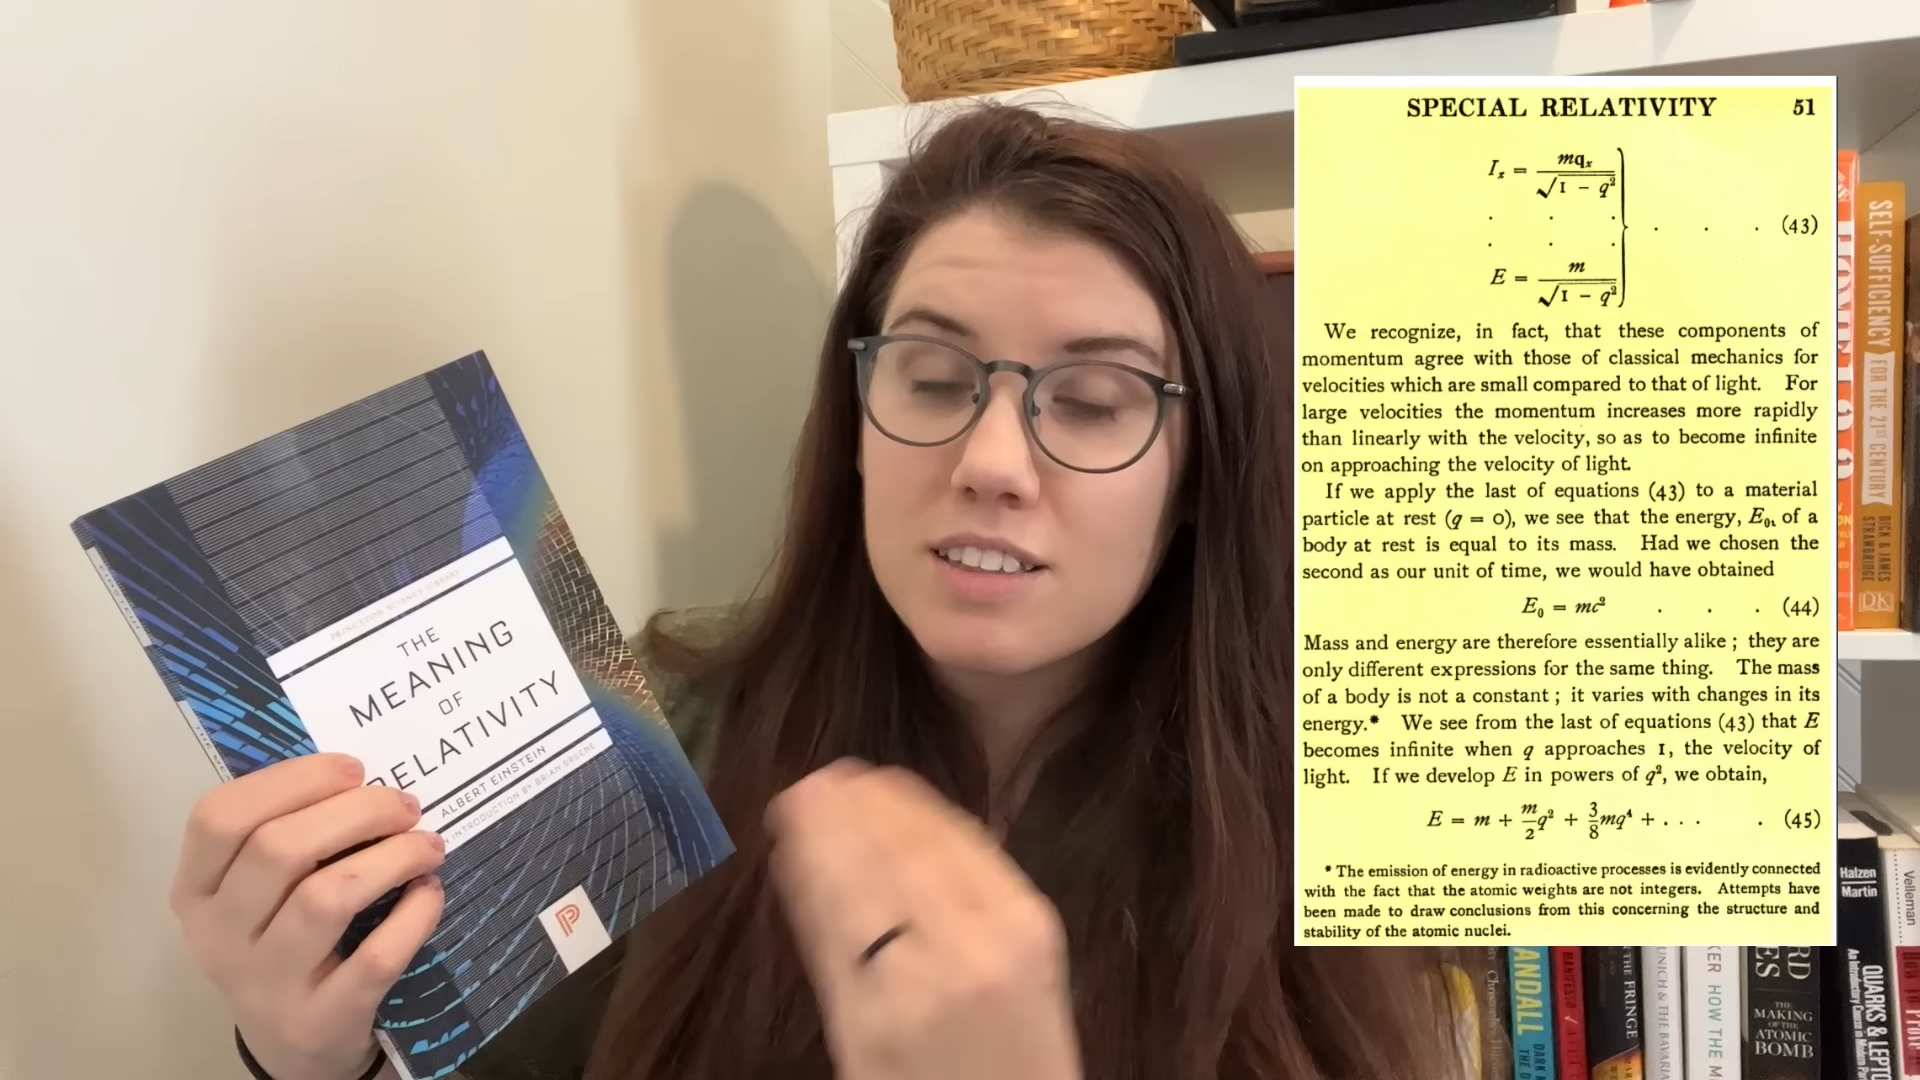 PRINCETON SCIENCE LIBRARY
THE
MEANING
OF
RELATIVITY
ALBERT EINSTEIN
INTRODUCTION BY BRIAN GREENE
SPECIAL RELATIVITY 51
I_x = mq_x / √1 − q²
. . .
. . . } . . . (43)
E = m / √1 − q²
We recognize, in fact, that these components of
momentum agree with those of classical mechanics for
velocities which are small compared to that of light. For
large velocities the momentum increases more rapidly
than linearly with the velocity, so as to become infinite
on approaching the velocity of light.
If we apply the last of equations (43) to a material
particle at rest (q = 0), we see that the energy, E₀, of a
body at rest is equal to its mass. Had we chosen the
second as our unit of time, we would have obtained
E₀ = mc² . . . (44)
Mass and energy are therefore essentially alike ; they are
only different expressions for the same thing. The mass
of a body is not a constant ; it varies with changes in its
energy.* We see from the last of equations (43) that E
becomes infinite when q approaches 1, the velocity of
light. If we develop E in powers of q², we obtain,
E = m + m/2 q² + 3/8 mq⁴ + . . . . (45)
* The emission of energy in radioactive processes is evidently connected
with the fact that the atomic weights are not integers. Attempts have
been made to draw conclusions from this concerning the structure and
stability of the atomic nuclei.
SELF-SUFFICIENCY
FOR THE 21ST CENTURY
DICK & JAMES
STRAWBRIDGE
DK
RANDALL
THE FRINGE
HOW THE
THE
MAKING
OF THE
ATOMIC
BOMB
Halzen
Martin
QUARKS &
Velleman